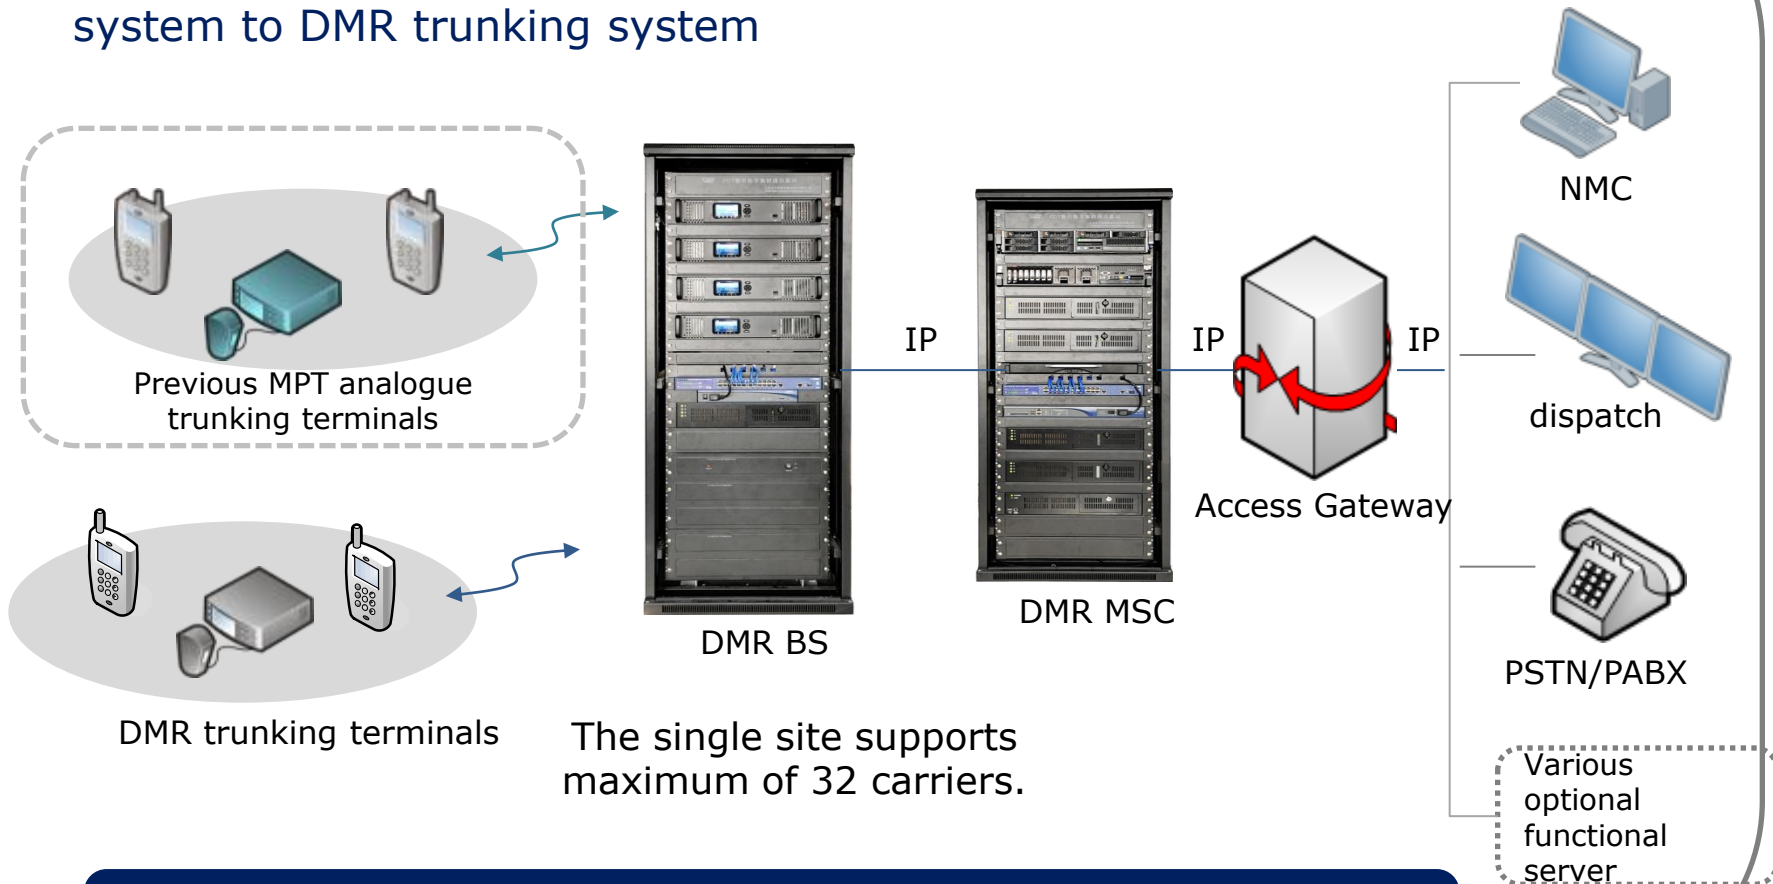 system to DMR trunking system
NMC
IP
IP
IP
Previous MPT analogue
trunking terminals
dispatch
Access Gateway
DMR MSC
DMR BS
PSTN/PABX
DMR trunking terminals
The single site supports
maximum of 32 carriers.
Various
optional
functional
server